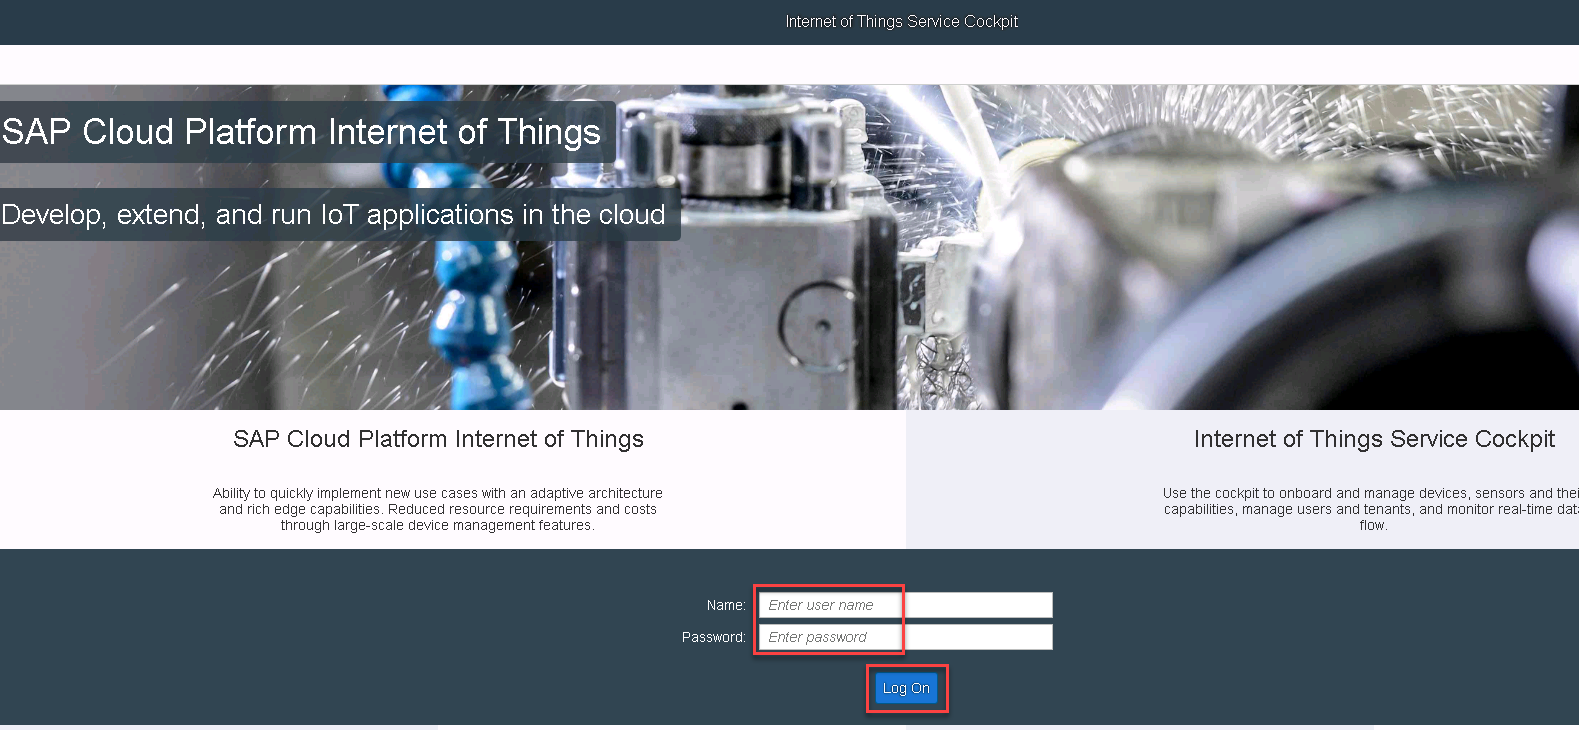 Internet of Things Service Cockpit
SAP Cloud Platform Internet of Things
Develop, extend, and run IoT applications in the cloud
SAP Cloud Platform Internet of Things
Ability to quickly implement new use cases with an adaptive architecture
and rich edge capabilities. Reduced resource requirements and costs
through large-scale device management features.
Internet of Things Service Cockpit
Use the cockpit to onboard and manage devices, sensors and thei
capabilities, manage users and tenants, and monitor real-time data
flow.
Name: Enter user name
Password: Enter password
Log On